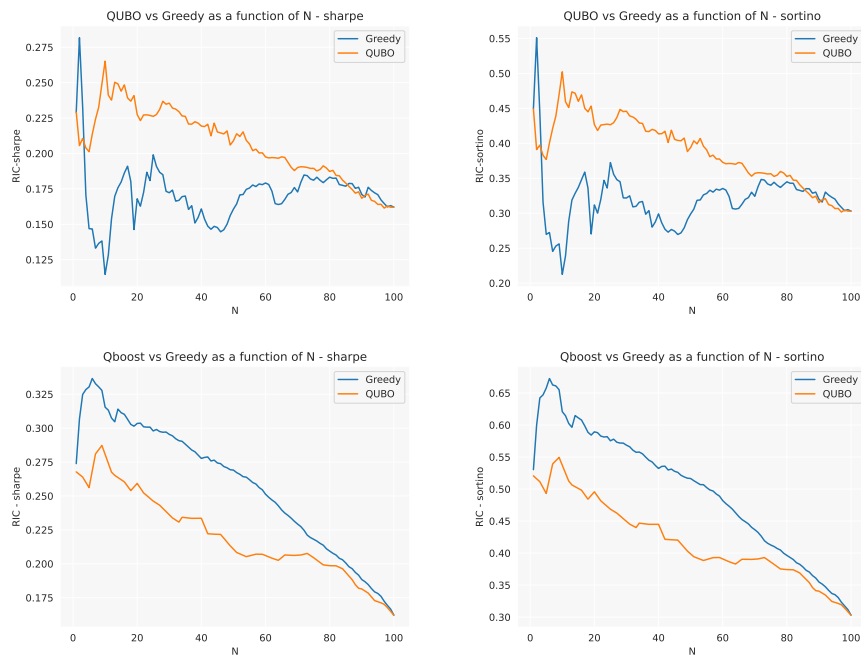 QUBO vs Greedy as a function of N - sharpe
Greedy
QUBO
0.275
0.250
0.225
0.200
0.175
0.150
0.125
RIC-sharpe
0
20
40
60
80
100
N
QUBO vs Greedy as a function of N - sortino
Greedy
QUBO
0.55
0.50
0.45
0.40
0.35
0.30
0.25
0.20
RIC-sortino
0
20
40
60
80
100
N
Qboost vs Greedy as a function of N - sharpe
Greedy
QUBO
0.325
0.300
0.275
0.250
0.225
0.200
0.175
RIC - sharpe
0
20
40
60
80
100
N
Qboost vs Greedy as a function of N - sortino
Greedy
QUBO
0.65
0.60
0.55
0.50
0.45
0.40
0.35
0.30
RIC - sortino
0
20
40
60
80
100
N